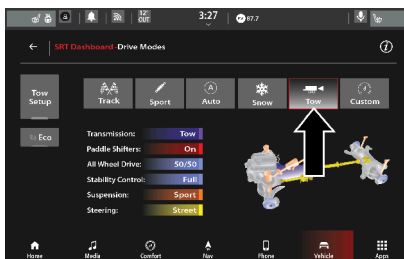 12° 3:27 87.7
OUT
SRT Dashboard-Drive Modes
Tow Setup Track Sport Auto Snow Tow Custom
Eco
Transmission: Tow
Paddle Shifters: On
All Wheel Drive: 50/50
Stability Control: Full
Suspension: Sport
Steering: Street
Home Media Comfort Nav Phone Vehicle Apps